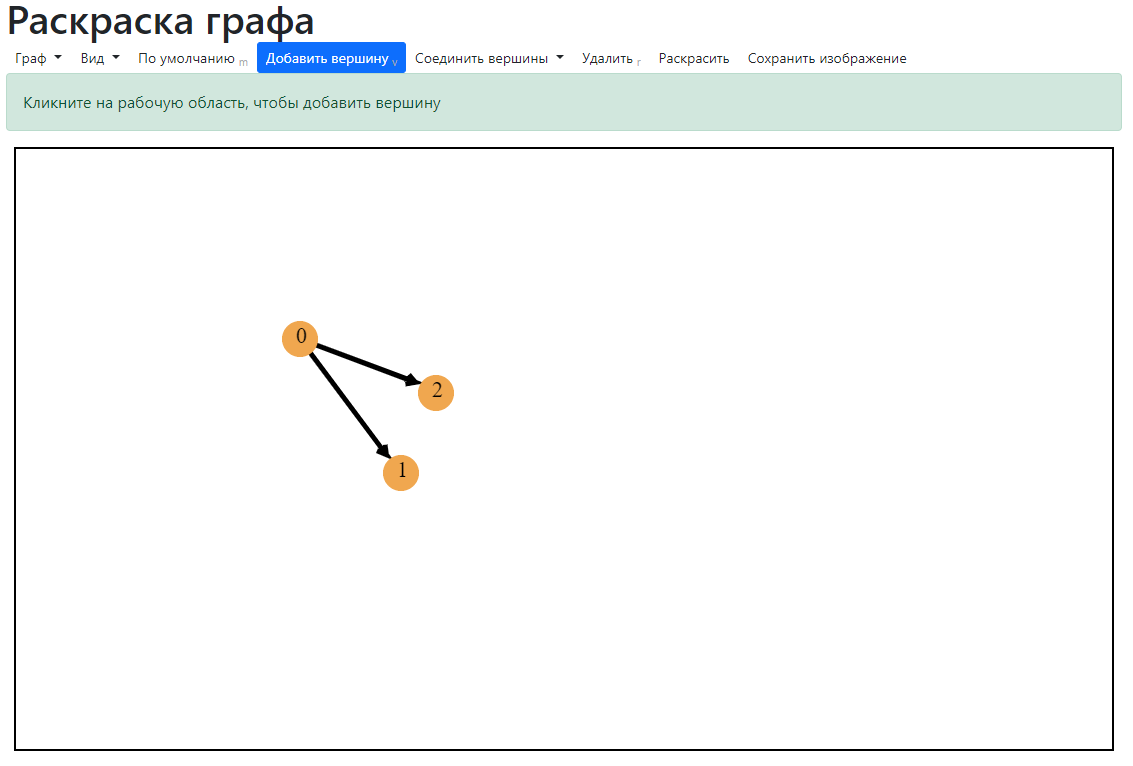 Раскраска графа
Граф Вид По умолчанию m Добавить вершину v Соединить вершины Удалить r Раскрасить Сохранить изображение
Кликните на рабочую область, чтобы добавить вершину
0
2
1